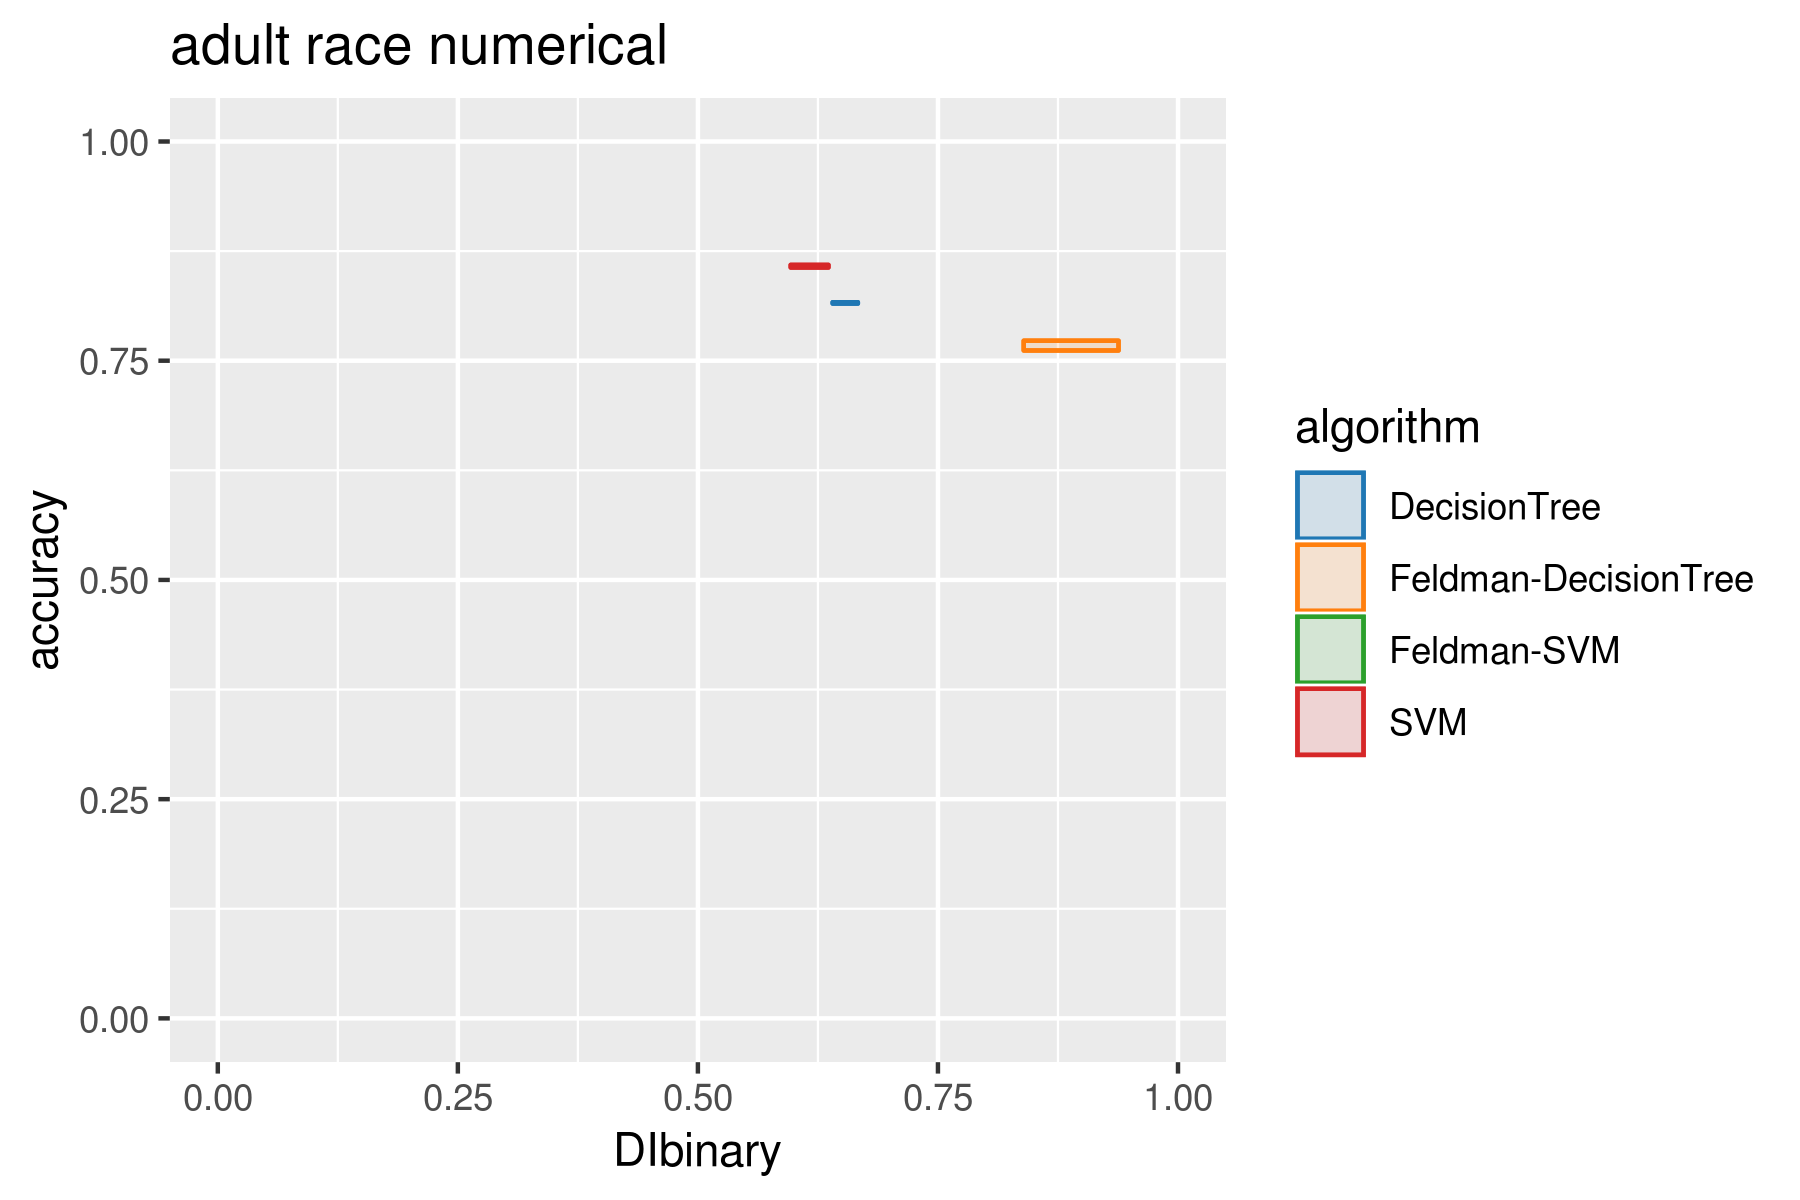 adult race numerical
1.00
0.75
0.50
0.25
0.00
accuracy
0.00 0.25 0.50 0.75 1.00
DIbinary
algorithm
DecisionTree
Feldman-DecisionTree
Feldman-SVM
SVM